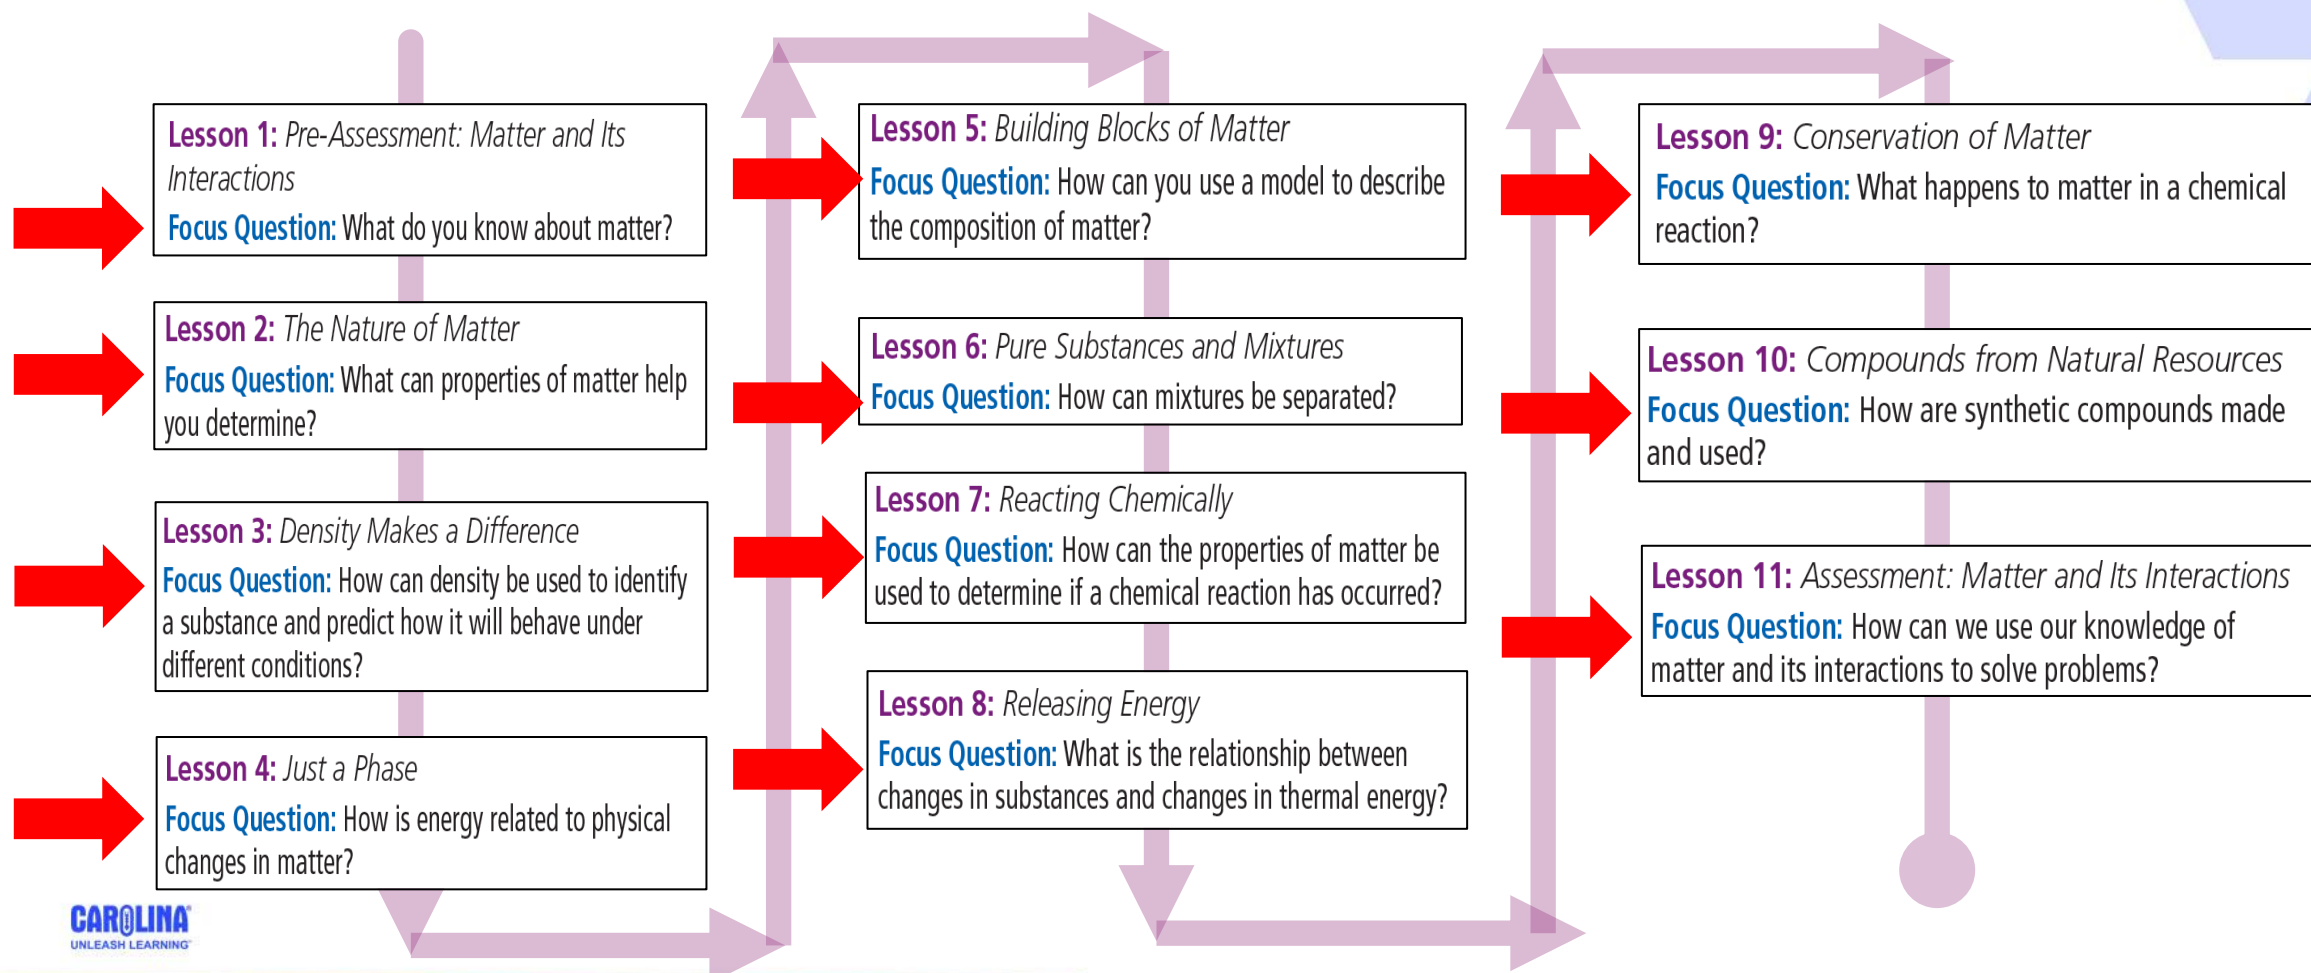 Lesson 1: Pre-Assessment: Matter and Its
Interactions
Focus Question: What do you know about matter?
Lesson 2: The Nature of Matter
Focus Question: What can properties of matter help
you determine?
Lesson 3: Density Makes a Difference
Focus Question: How can density be used to identify
a substance and predict how it will behave under
different conditions?
Lesson 4: Just a Phase
Focus Question: How is energy related to physical
changes in matter?
Lesson 5: Building Blocks of Matter
Focus Question: How can you use a model to describe
the composition of matter?
Lesson 6: Pure Substances and Mixtures
Focus Question: How can mixtures be separated?
Lesson 7: Reacting Chemically
Focus Question: How can the properties of matter be
used to determine if a chemical reaction has occurred?
Lesson 8: Releasing Energy
Focus Question: What is the relationship between
changes in substances and changes in thermal energy?
Lesson 9: Conservation of Matter
Focus Question: What happens to matter in a chemical
reaction?
Lesson 10: Compounds from Natural Resources
Focus Question: How are synthetic compounds made
and used?
Lesson 11: Assessment: Matter and Its Interactions
Focus Question: How can we use our knowledge of
matter and its interactions to solve problems?
CAROLINA®
UNLEASH LEARNING™